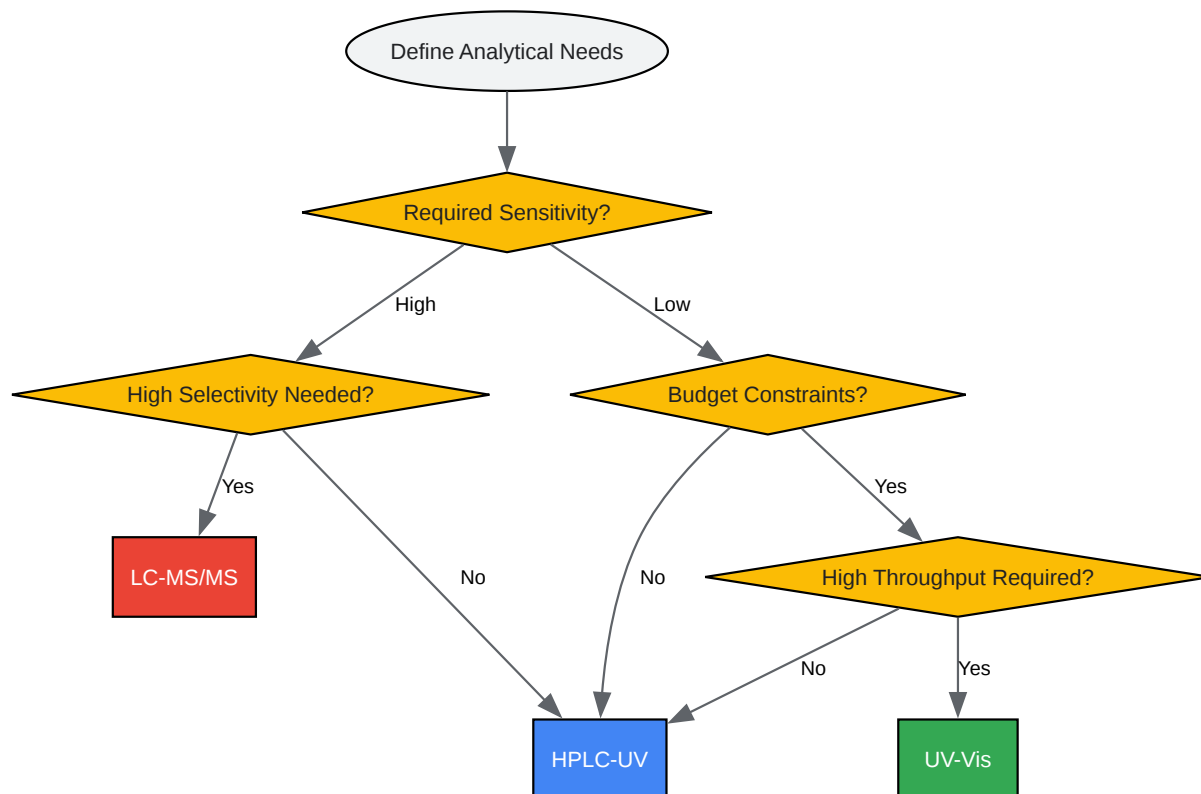 Define Analytical Needs
Required Sensitivity?
High
Low
High Selectivity Needed?
Budget Constraints?
Yes
Yes
LC-MS/MS
No
No
High Throughput Required?
No
Yes
HPLC-UV
UV-Vis